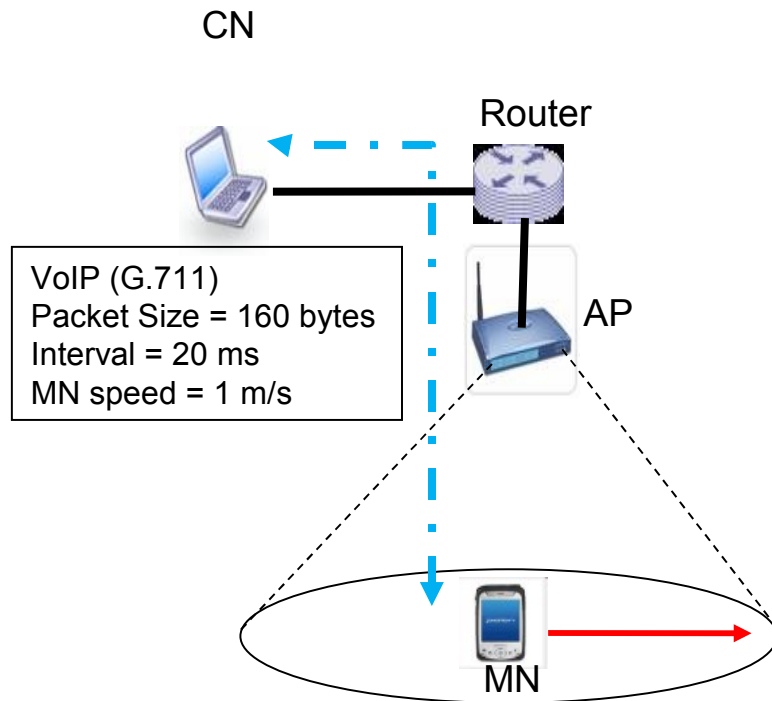 CN
Router
VoIP (G.711)
Packet Size = 160 bytes
Interval = 20 ms
MN speed = 1 m/s
AP
MN